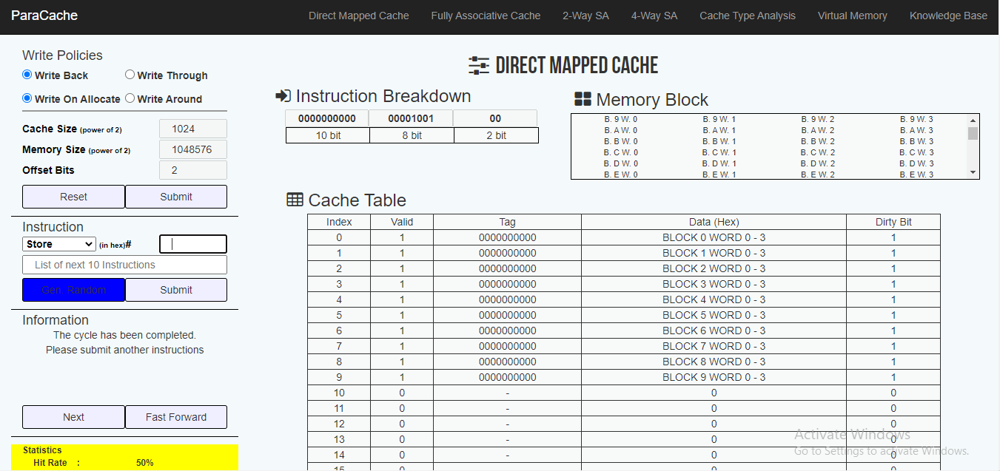 ParaCache
Direct Mapped Cache Fully Associative Cache 2-Way SA 4-Way SA Cache Type Analysis Virtual Memory Knowledge Base
Write Policies
Write Back Write Through
Write On Allocate Write Around
Cache Size (power of 2) 1024
Memory Size (power of 2) 1048576
Offset Bits 2
Reset Submit
Instruction
Store (in hex)#
List of next 10 Instructions
Gen. Random Submit
Information
The cycle has been completed.
Please submit another instructions
Next Fast Forward
Statistics
Hit Rate : 50%
DIRECT MAPPED CACHE
Instruction Breakdown
0000000000 00001001 00
10 bit 8 bit 2 bit
Memory Block
B. 9 W. 0 B. 9 W. 1 B. 9 W. 2 B. 9 W. 3
B. A W. 0 B. A W. 1 B. A W. 2 B. A W. 3
B. B W. 0 B. B W. 1 B. B W. 2 B. B W. 3
B. C W. 0 B. C W. 1 B. C W. 2 B. C W. 3
B. D W. 0 B. D W. 1 B. D W. 2 B. D W. 3
B. E W. 0 B. E W. 1 B. E W. 2 B. E W. 3
Cache Table
Index Valid Tag Data (Hex) Dirty Bit
0 1 0000000000 BLOCK 0 WORD 0 - 3 1
1 1 0000000000 BLOCK 1 WORD 0 - 3 1
2 1 0000000000 BLOCK 2 WORD 0 - 3 1
3 1 0000000000 BLOCK 3 WORD 0 - 3 1
4 1 0000000000 BLOCK 4 WORD 0 - 3 1
5 1 0000000000 BLOCK 5 WORD 0 - 3 1
6 1 0000000000 BLOCK 6 WORD 0 - 3 1
7 1 0000000000 BLOCK 7 WORD 0 - 3 1
8 1 0000000000 BLOCK 8 WORD 0 - 3 1
9 1 0000000000 BLOCK 9 WORD 0 - 3 1
10 0 - 0 0
11 0 - 0 0
12 0 - 0 0
13 0 - 0 0
14 0 - 0 0
15 0 - 0 0
Activate Windows
Go to Settings to activate Windows.